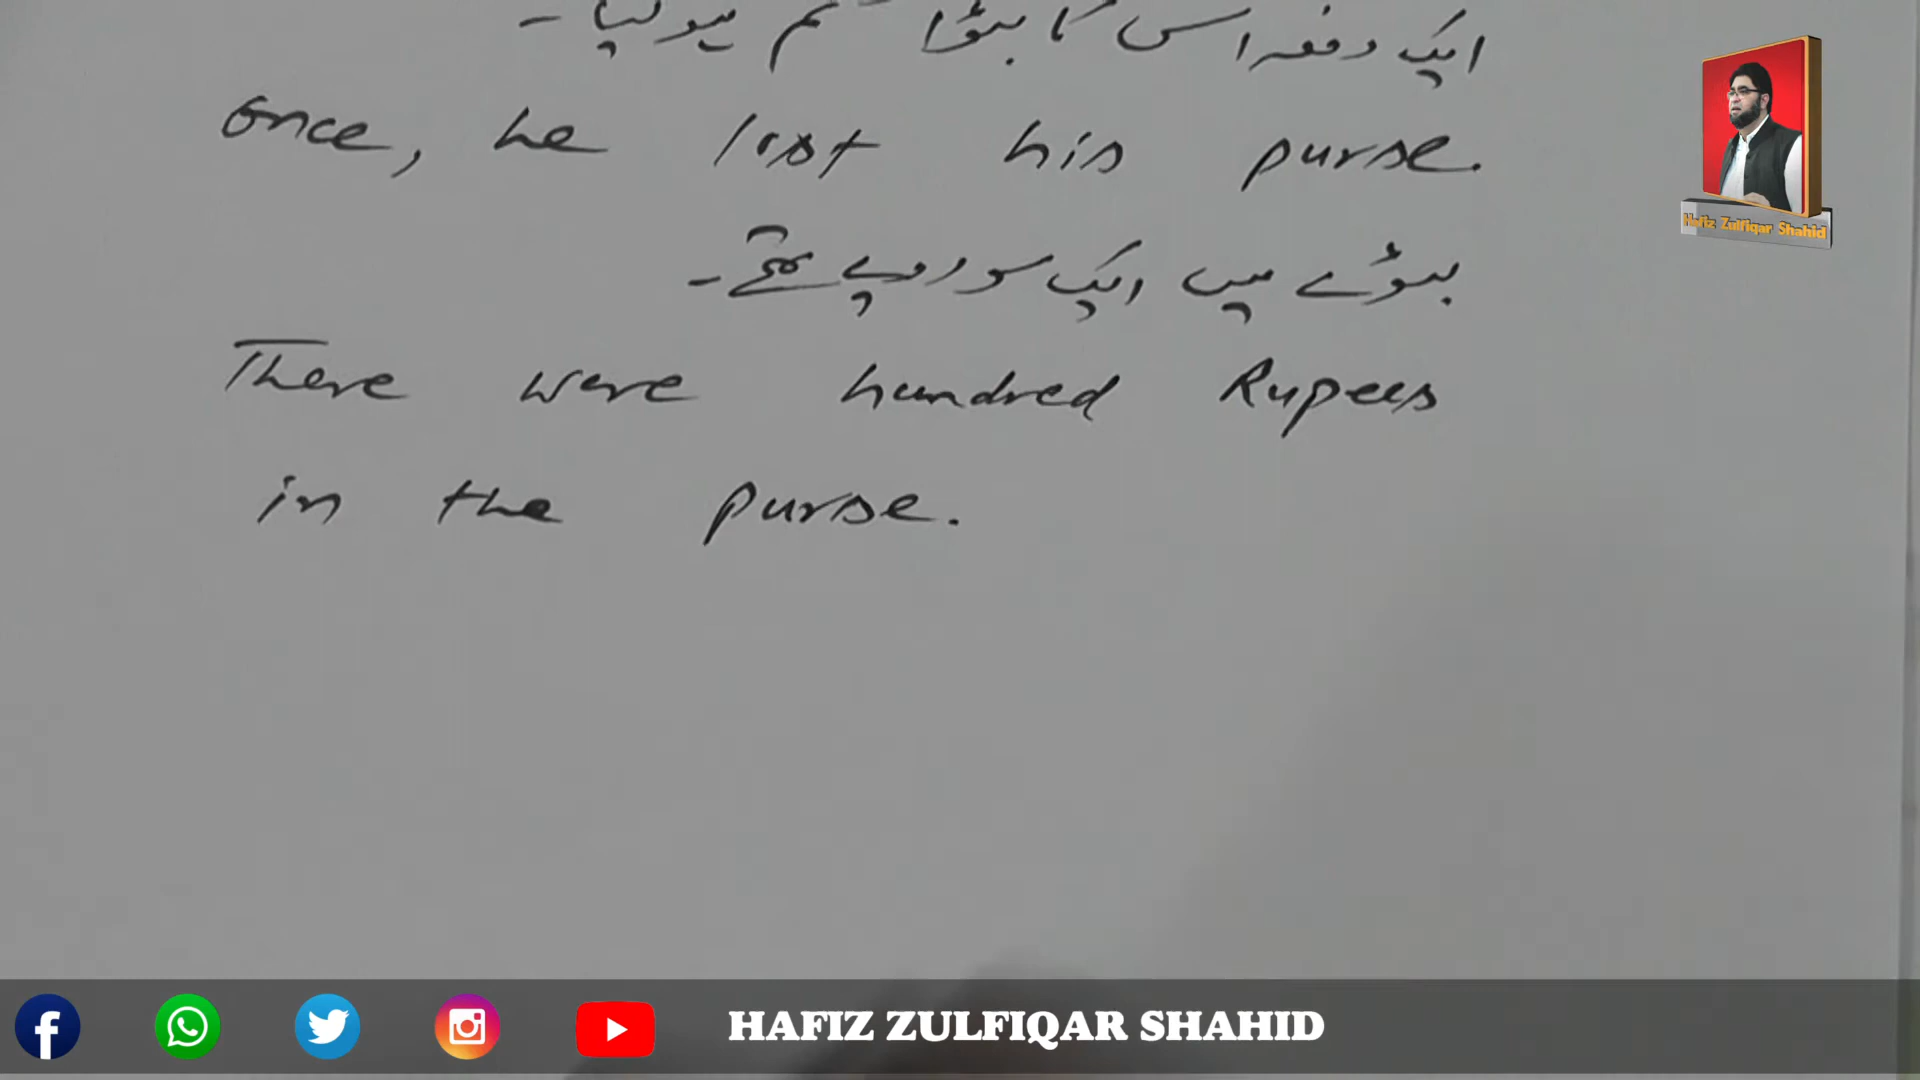 ایک دفعہ اس کا بٹوا گم ہو گیا ۔
once, he lost his purse.
بٹوے میں ایک سو روپے تھے ۔
There were hundred Rupees
in the purse.
Hafiz Zulfiqar Shahid
HAFIZ ZULFIQAR SHAHID